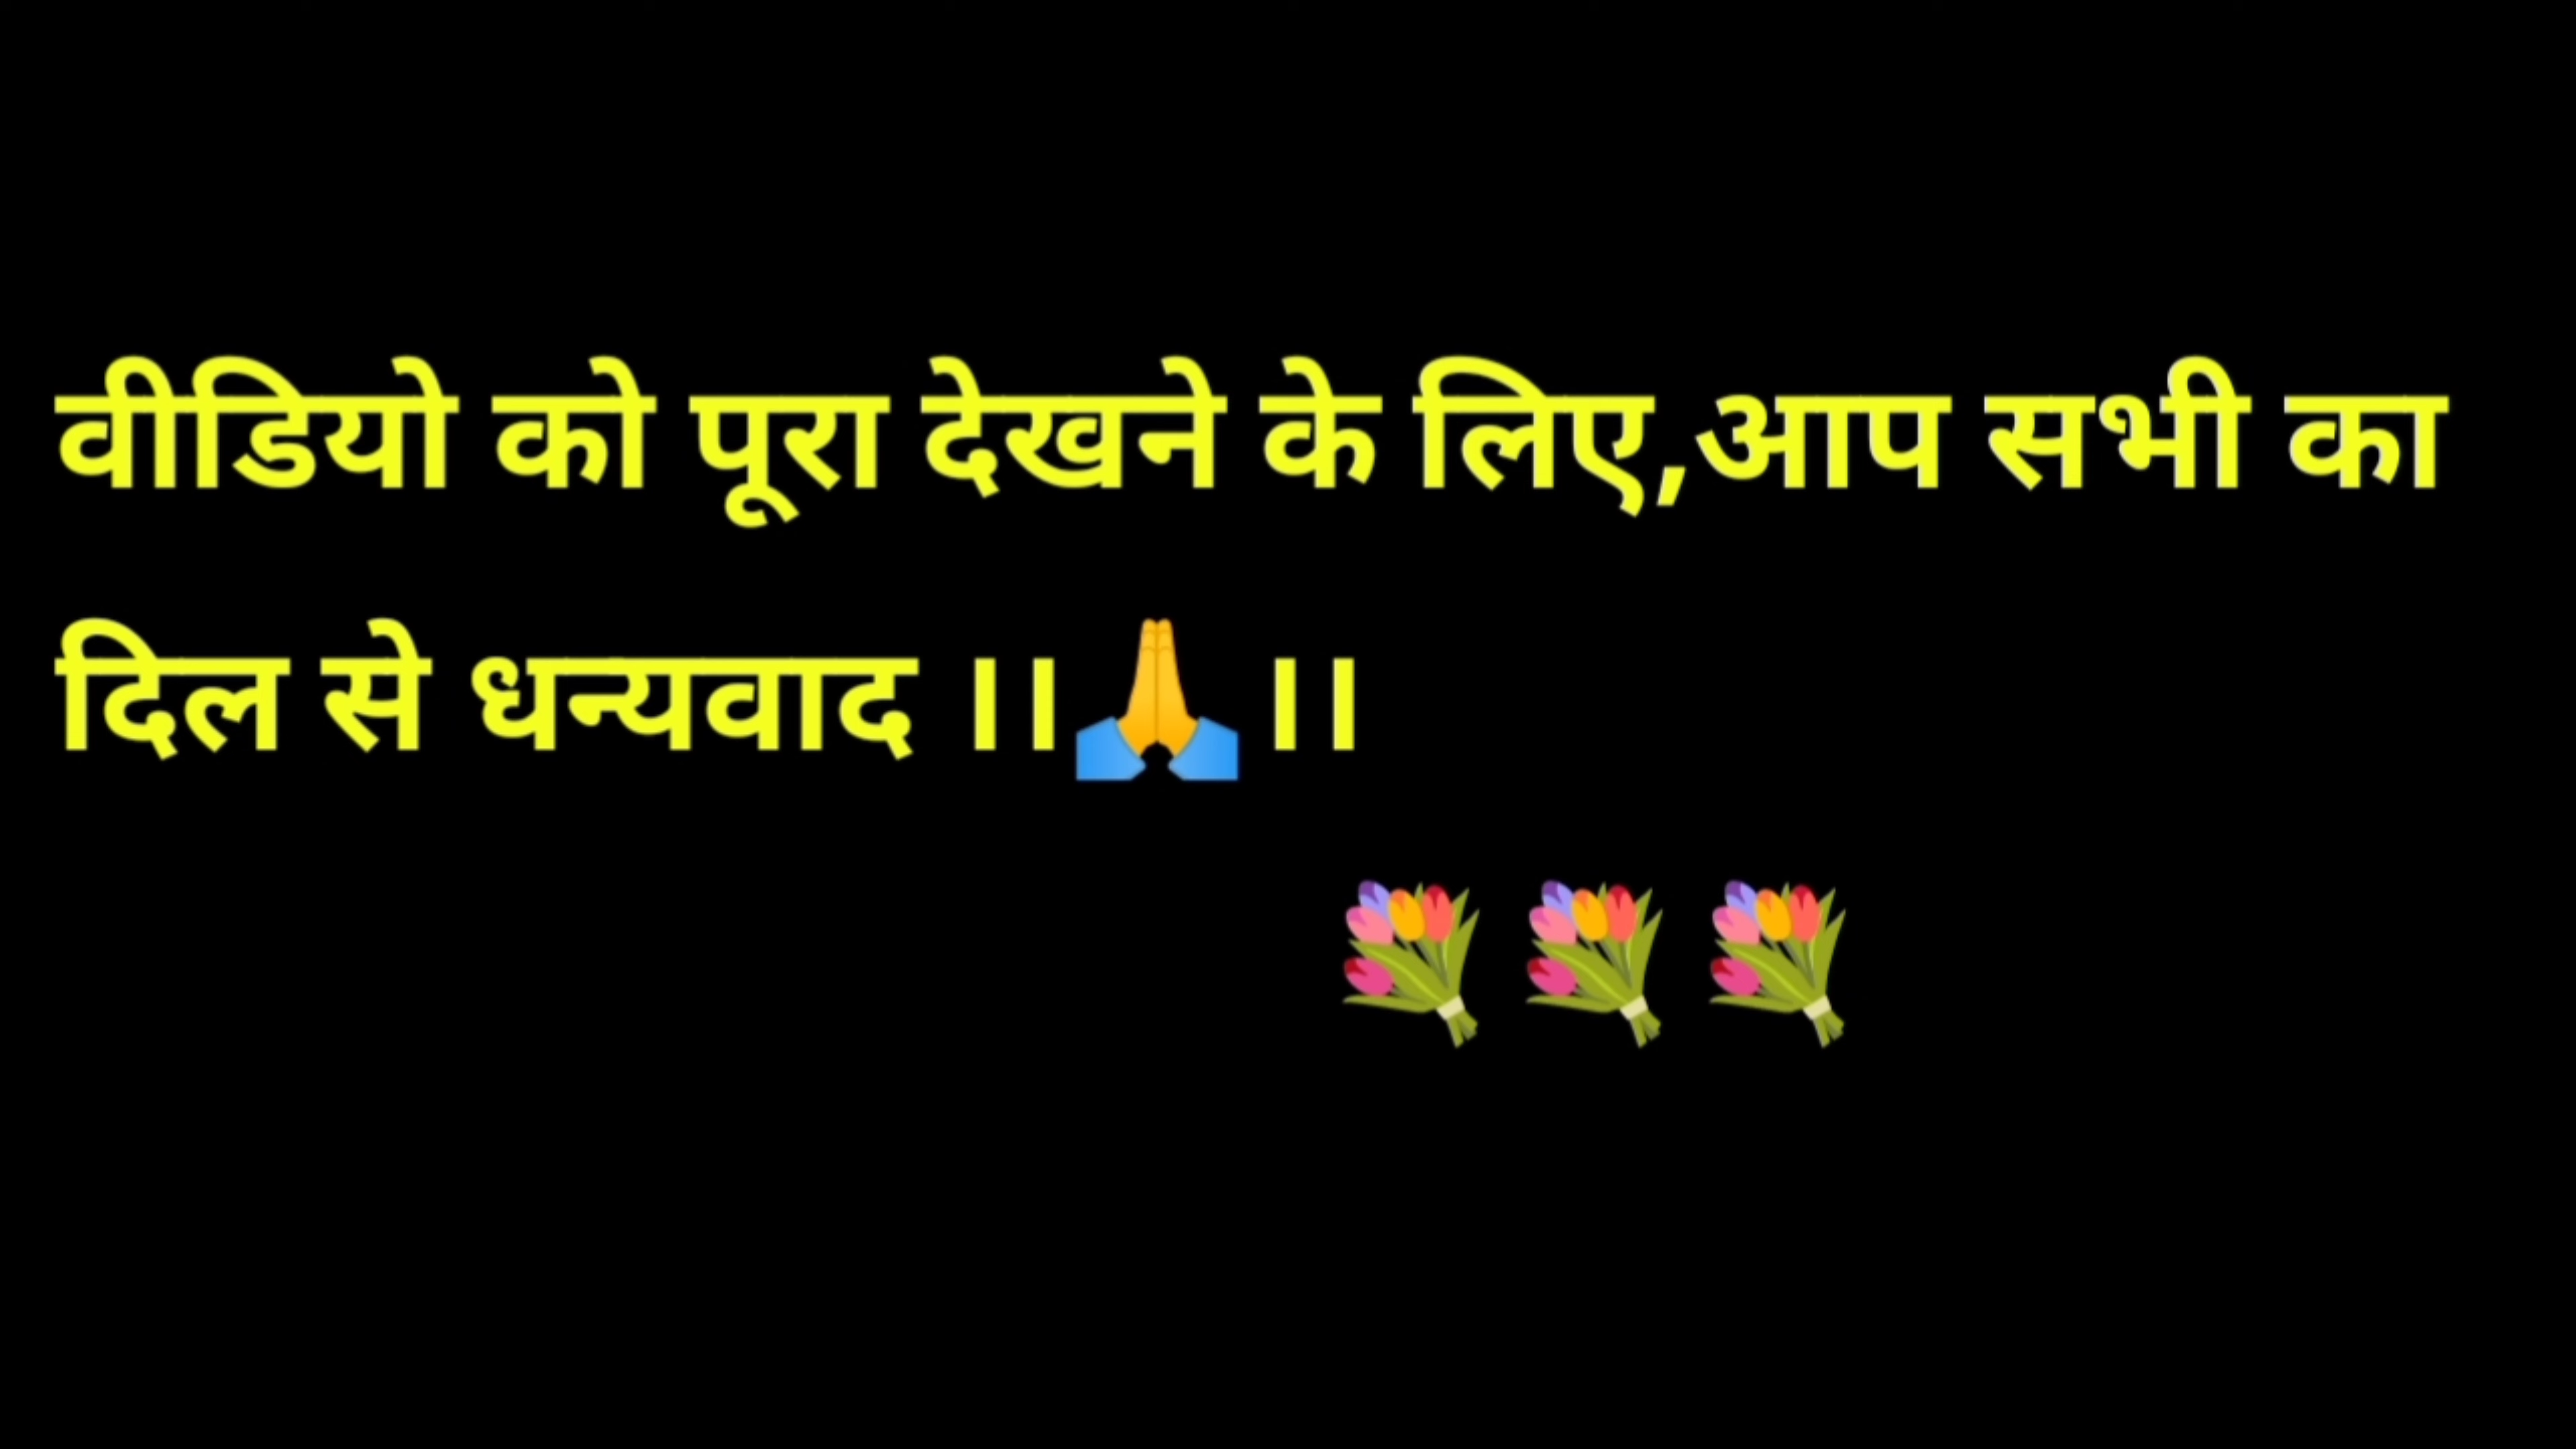 वीडियो को पूरा देखने के लिए,आप सभी का
दिल से धन्यवाद ।।🙏।।
💐💐💐